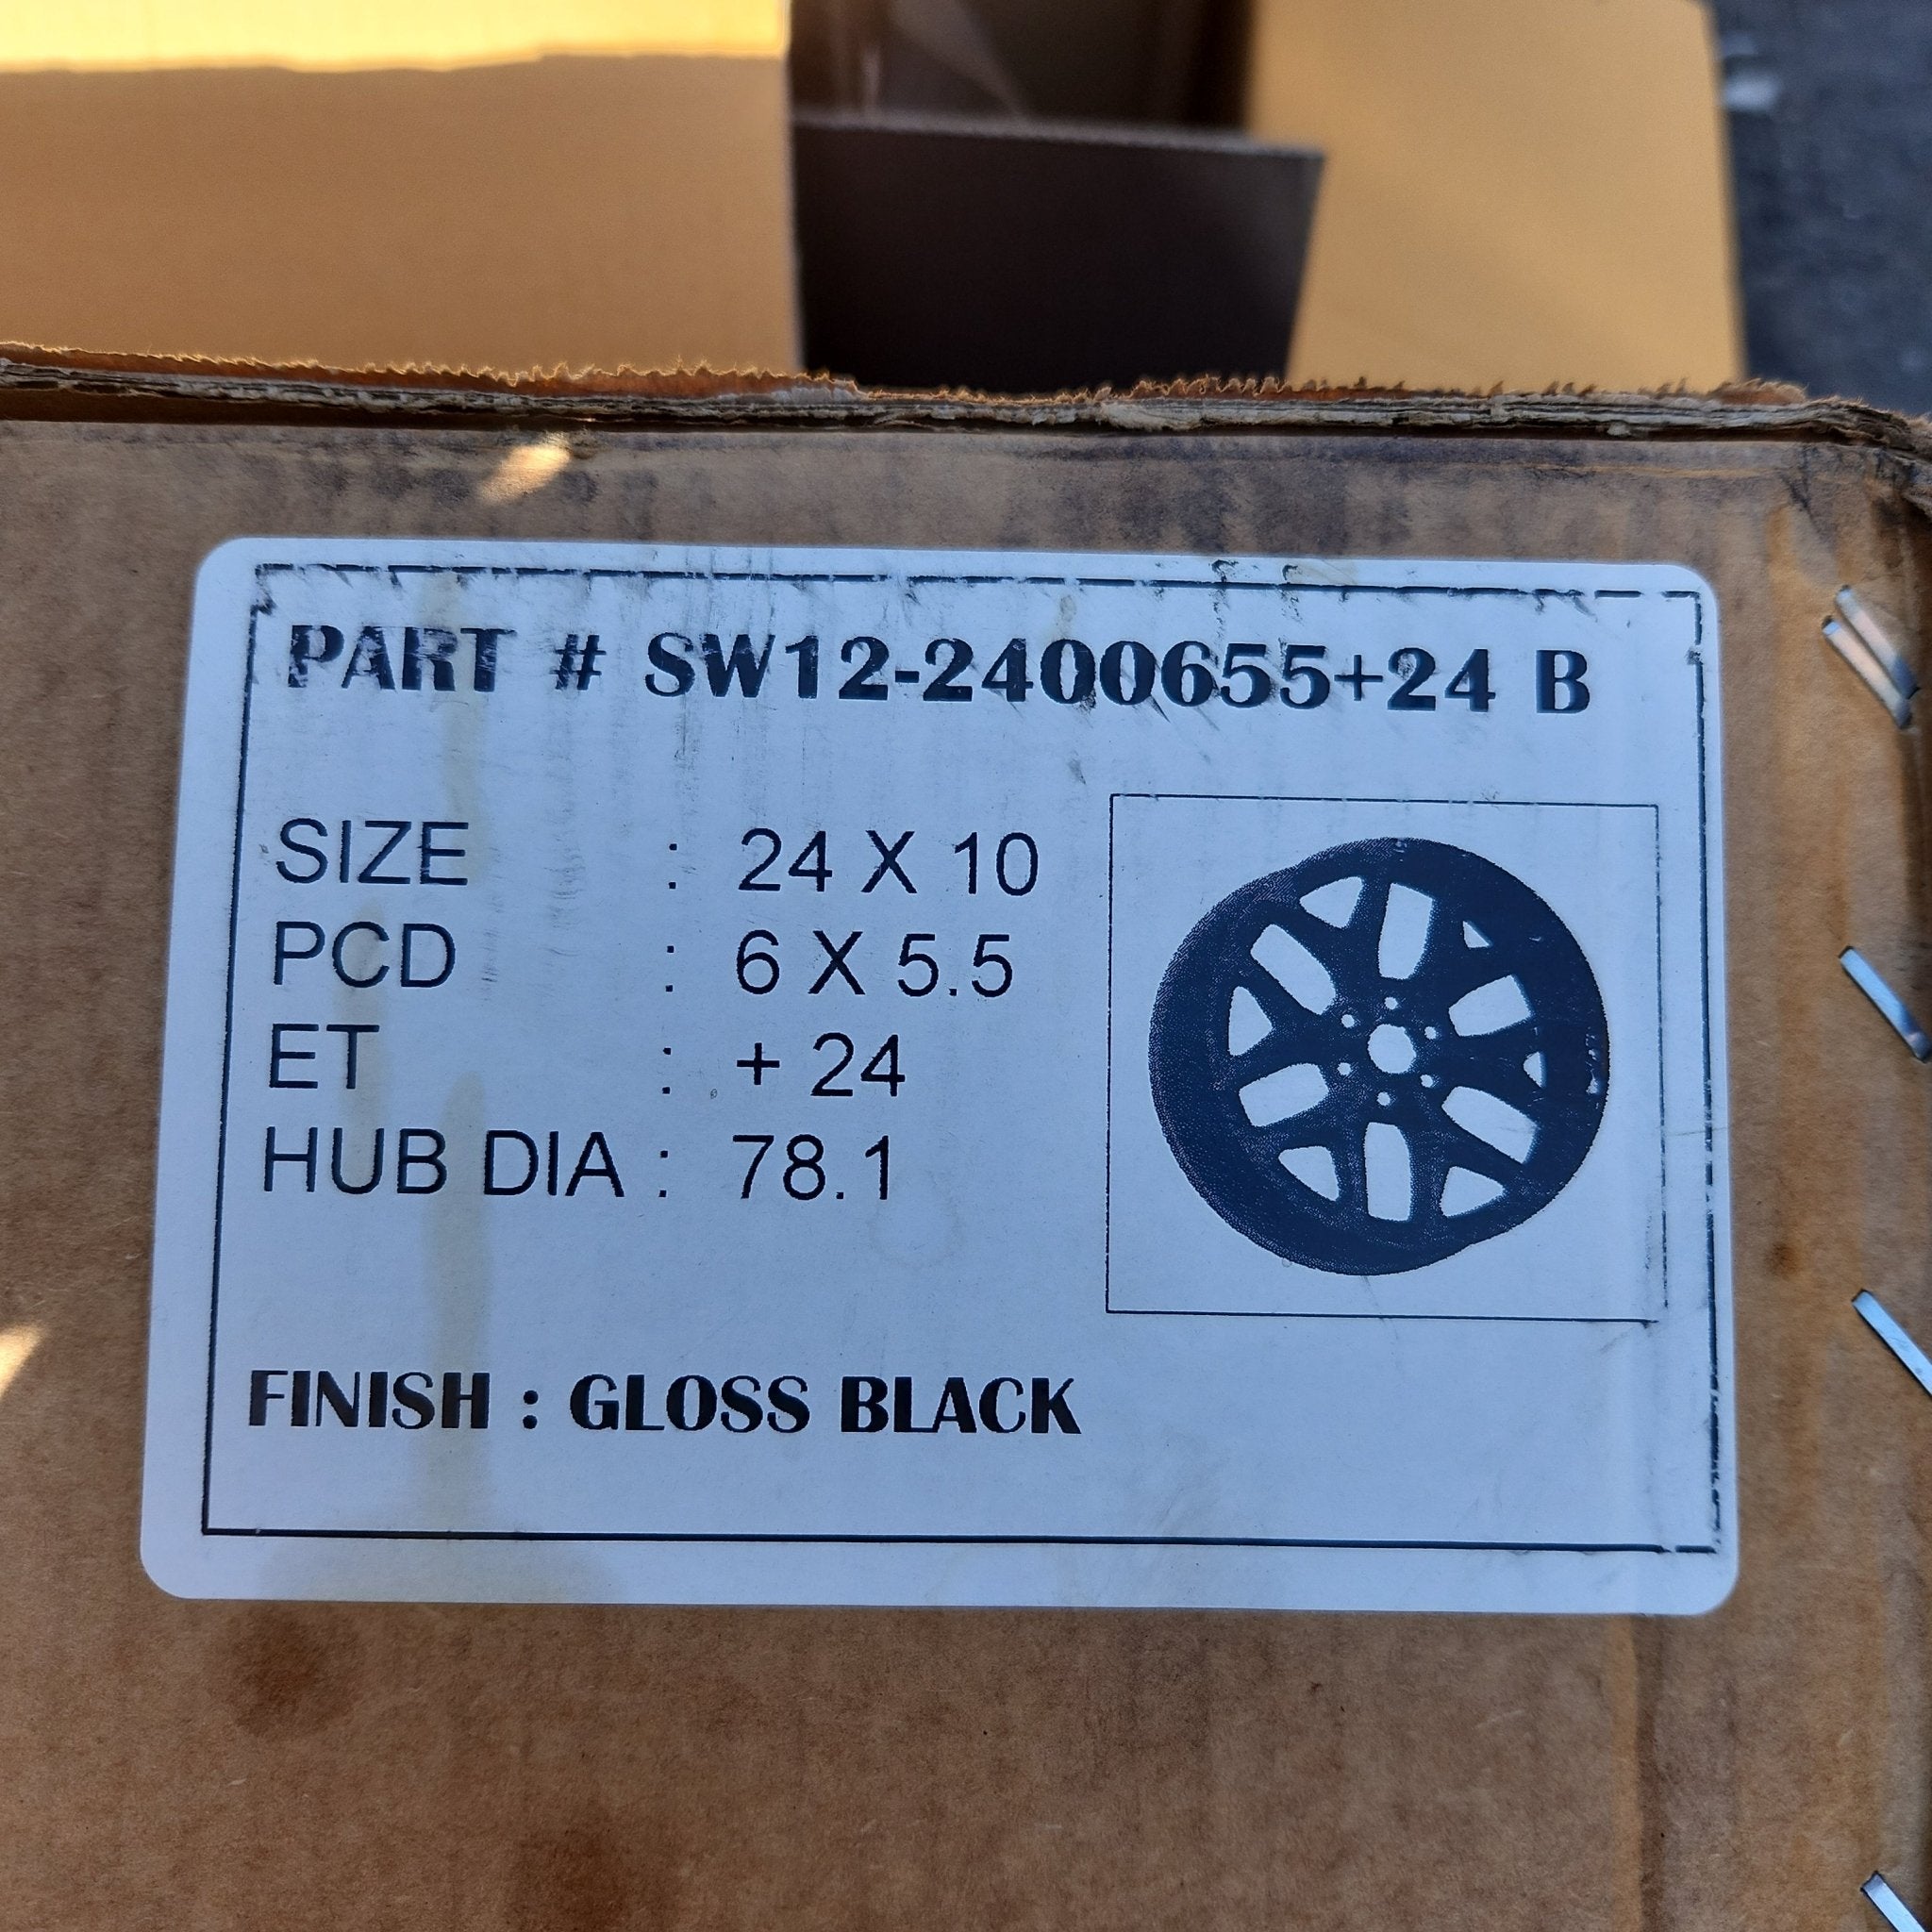 PART # SW12-2400655+24 B
SIZE : 24 X 10
PCD : 6 X 5.5
ET : + 24
HUB DIA : 78.1
FINISH : GLOSS BLACK